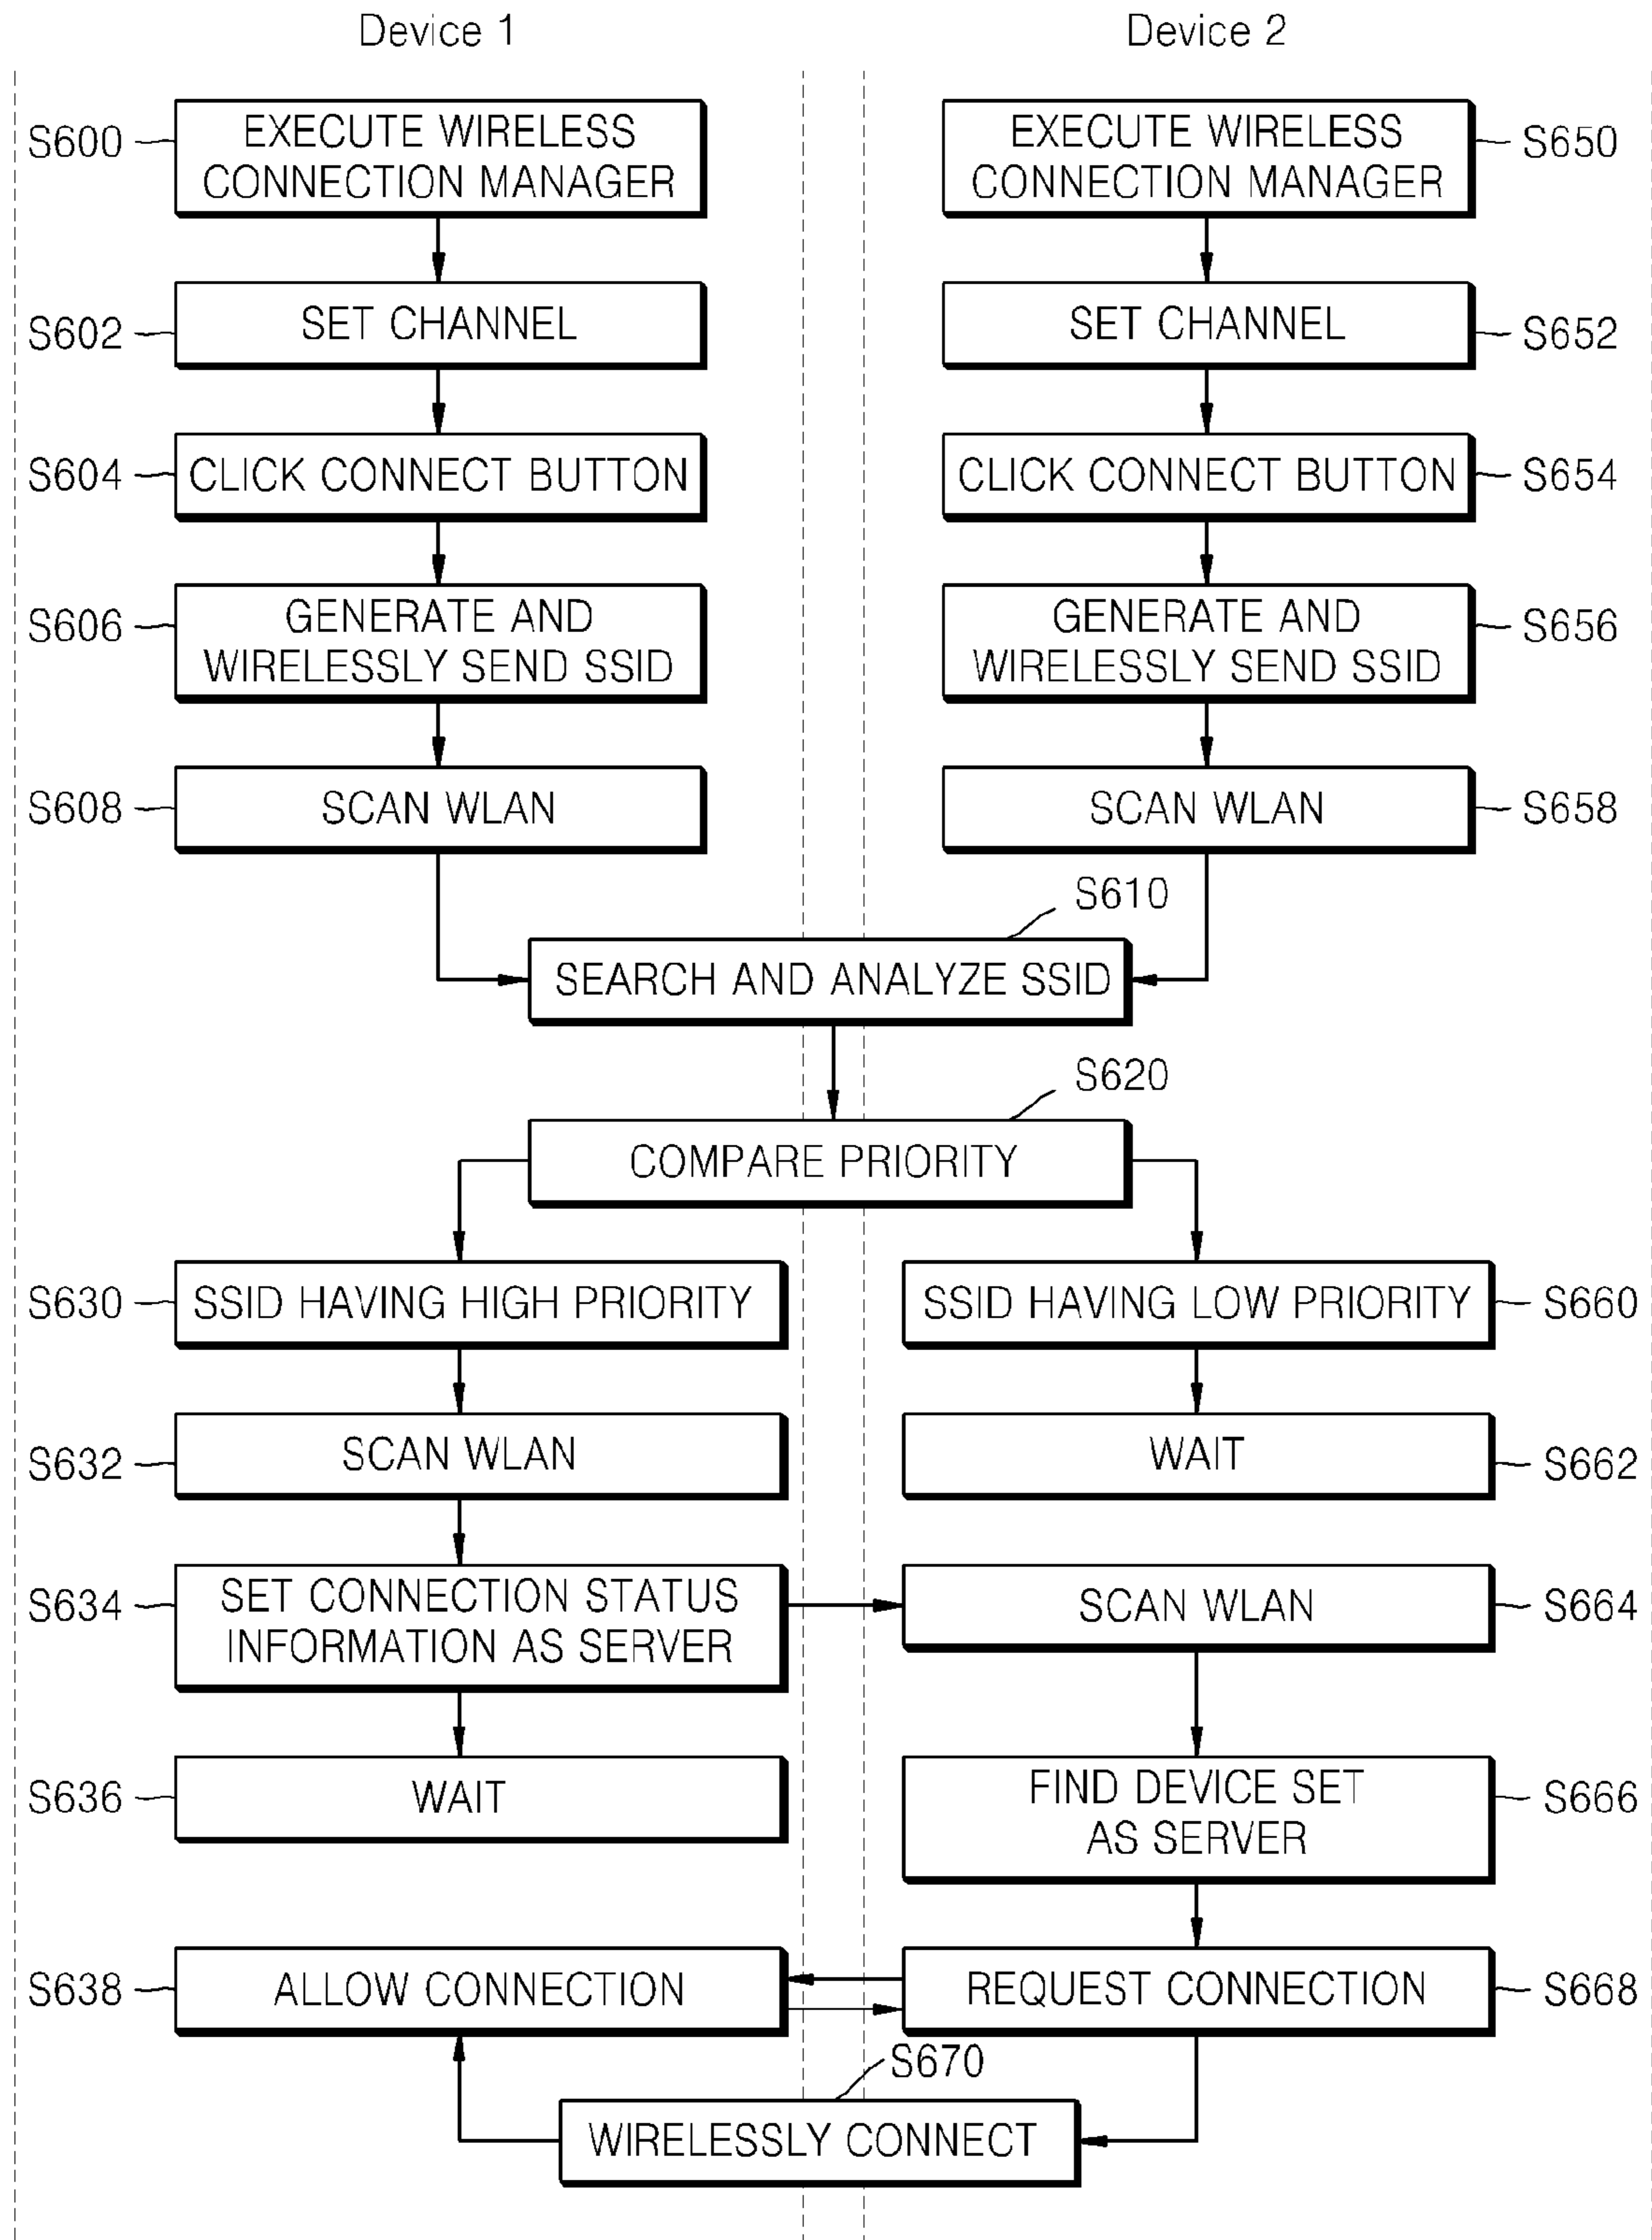 Device 1
Device 2
S600
EXECUTE WIRELESS
CONNECTION MANAGER
EXECUTE WIRELESS
CONNECTION MANAGER
S650
S602
SET CHANNEL
SET CHANNEL
S652
S604
CLICK CONNECT BUTTON
CLICK CONNECT BUTTON
S654
S606
GENERATE AND
WIRELESSLY SEND SSID
GENERATE AND
WIRELESSLY SEND SSID
S656
S608
SCAN WLAN
SCAN WLAN
S658
S610
SEARCH AND ANALYZE SSID
S620
COMPARE PRIORITY
S630
SSID HAVING HIGH PRIORITY
SSID HAVING LOW PRIORITY
S660
S632
SCAN WLAN
WAIT
S662
S634
SET CONNECTION STATUS
INFORMATION AS SERVER
SCAN WLAN
S664
S636
WAIT
FIND DEVICE SET
AS SERVER
S666
S638
ALLOW CONNECTION
REQUEST CONNECTION
S668
S670
WIRELESSLY CONNECT